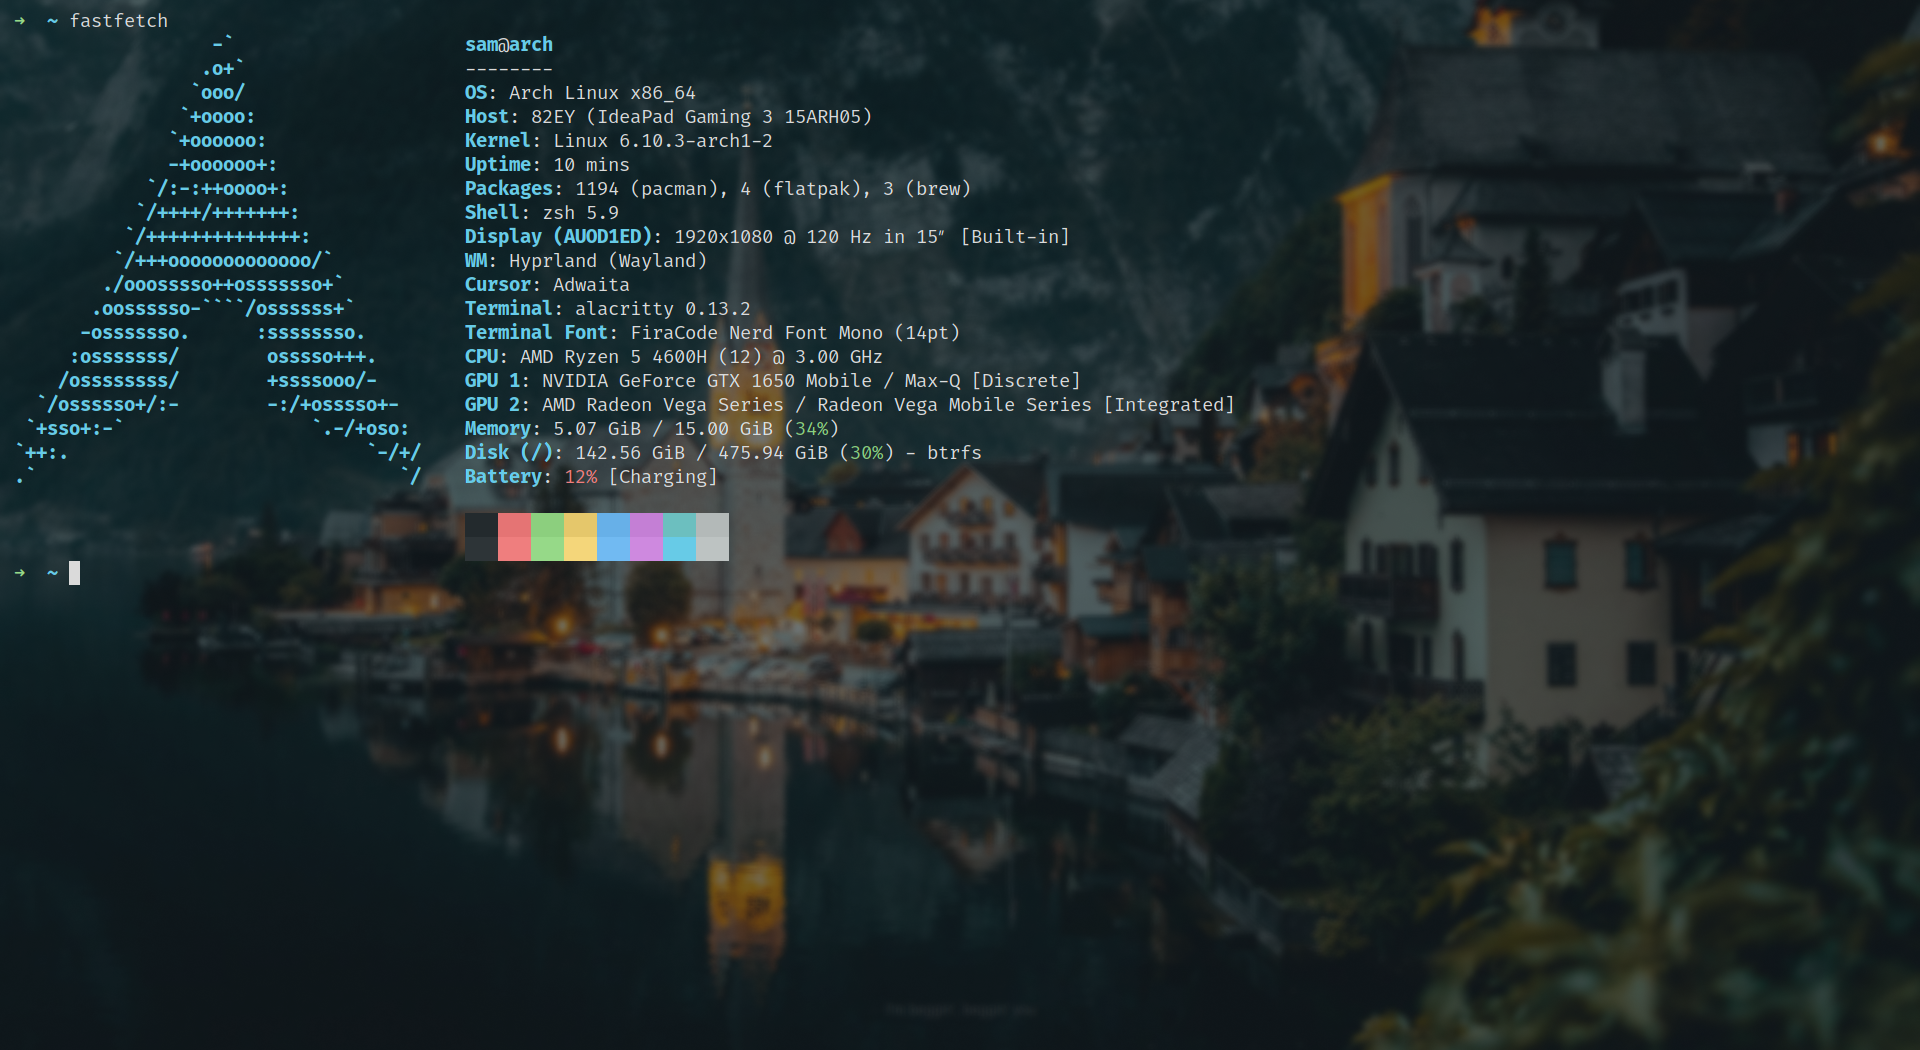 → ~ fastfetch
-`
.o+`
`ooo/
`+oooo:
`+oooooo:
-+oooooo+:
`/:-:++oooo+:
`/++++/+++++++:
`/++++++++++++++:
`/+++ooooooooooooo/`
./ooosssso++osssssso+`
.oossssso-````/ossssss+`
-osssssso. :ssssssso.
:osssssss/ osssso+++.
/ossssssss/ +ssssooo/-
`/ossssso+/:- -:/+osssso+-
`+sso+:-` `.-/+oso:
`++:. `-/+/
.` `/
sam@arch
--------
OS: Arch Linux x86_64
Host: 82EY (IdeaPad Gaming 3 15ARH05)
Kernel: Linux 6.10.3-arch1-2
Uptime: 10 mins
Packages: 1194 (pacman), 4 (flatpak), 3 (brew)
Shell: zsh 5.9
Display (AUOD1ED): 1920x1080 @ 120 Hz in 15″ [Built-in]
WM: Hyprland (Wayland)
Cursor: Adwaita
Terminal: alacritty 0.13.2
Terminal Font: FiraCode Nerd Font Mono (14pt)
CPU: AMD Ryzen 5 4600H (12) @ 3.00 GHz
GPU 1: NVIDIA GeForce GTX 1650 Mobile / Max-Q [Discrete]
GPU 2: AMD Radeon Vega Series / Radeon Vega Mobile Series [Integrated]
Memory: 5.07 GiB / 15.00 GiB (34%)
Disk (/): 142.56 GiB / 475.94 GiB (30%) - btrfs
Battery: 12% [Charging]
→ ~